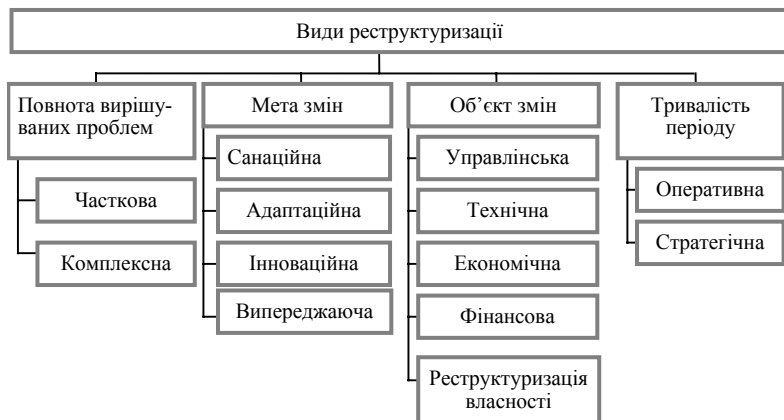 Види реструктуризації
Повнота вирішу-
ваних проблем
Часткова
Комплексна
Мета змін
Санаційна
Адаптаційна
Інноваційна
Випереджаюча
Об’єкт змін
Управлінська
Технічна
Економічна
Фінансова
Реструктуризація
власності
Тривалість
періоду
Оперативна
Стратегічна